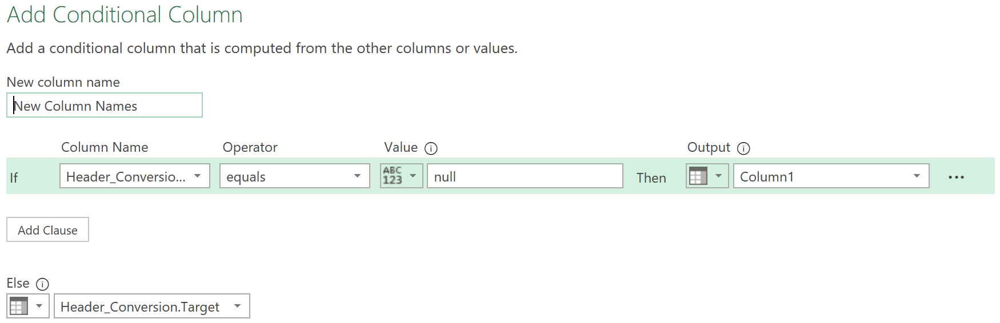 Add Conditional Column
Add a conditional column that is computed from the other columns or values.
New column name
New Column Names
Column Name Operator Value Output
If Header_Conversio... equals ABC 123 null Then Column1 ...
Add Clause
Else
Header_Conversion.Target